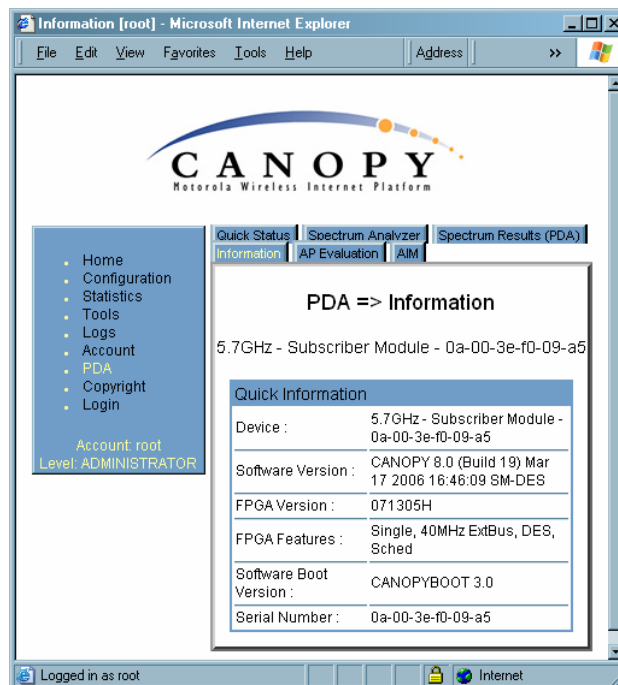 Information [root] - Microsoft Internet Explorer
File Edit View Favorites Tools Help Address »
CANOPY
Motorola Wireless Internet Platform
Home
Configuration
Statistics
Tools
Logs
Account
PDA
Copyright
Login
Account: root
Level: ADMINISTRATOR
Quick Status Spectrum Analyzer Spectrum Results (PDA)
Information AP Evaluation AIM
PDA => Information
5.7GHz - Subscriber Module - 0a-00-3e-f0-09-a5
Quick Information
Device : 5.7GHz - Subscriber Module -
0a-00-3e-f0-09-a5
Software Version : CANOPY 8.0 (Build 19) Mar
17 2006 16:46:09 SM-DES
FPGA Version : 071305H
FPGA Features : Single, 40MHz ExtBus, DES,
Sched
Software Boot
Version : CANOPYBOOT 3.0
Serial Number : 0a-00-3e-f0-09-a5
Logged in as root Internet